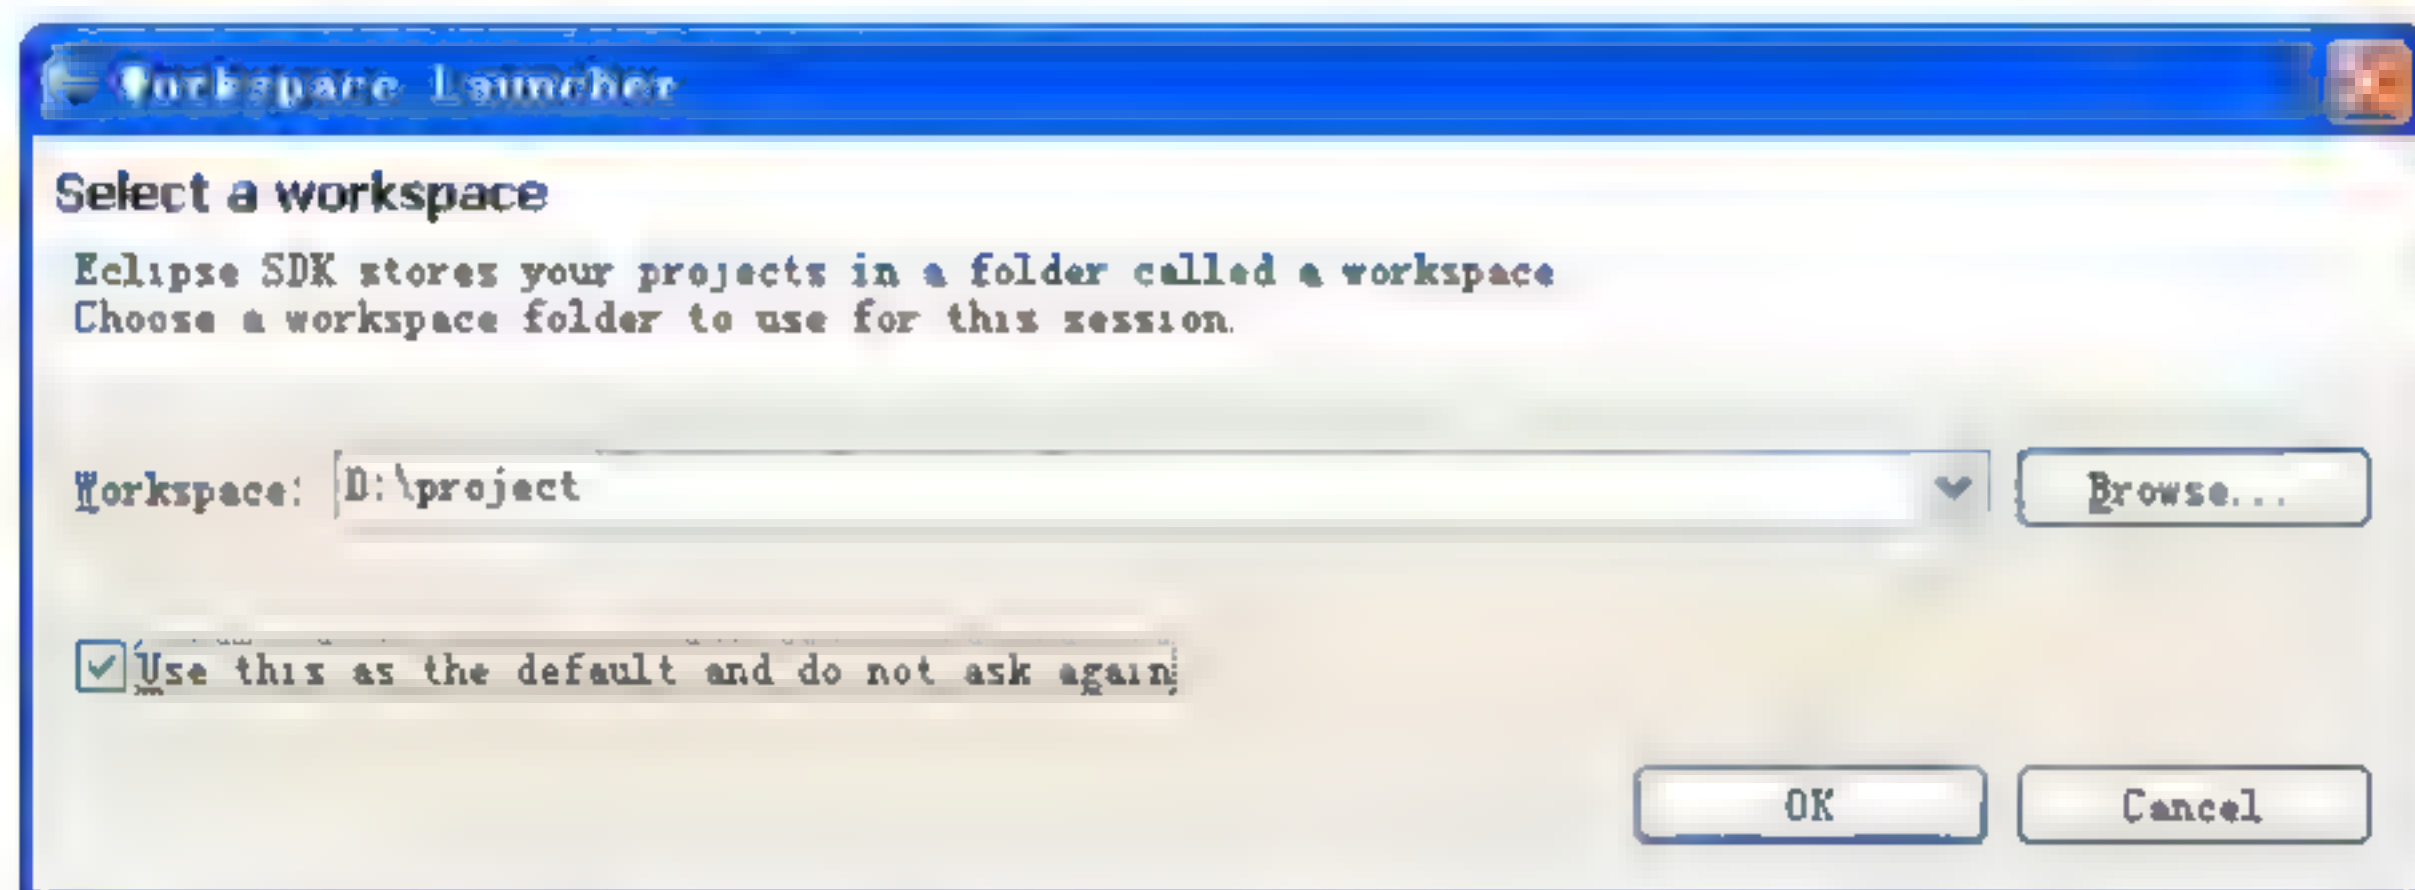 Workspace Launcher
Select a workspace
Eclipse SDK stores your projects in a folder called a workspace
Choose a workspace folder to use for this session.
Workspace: D:\project Browse...
Use this as the default and do not ask again
OK Cancel